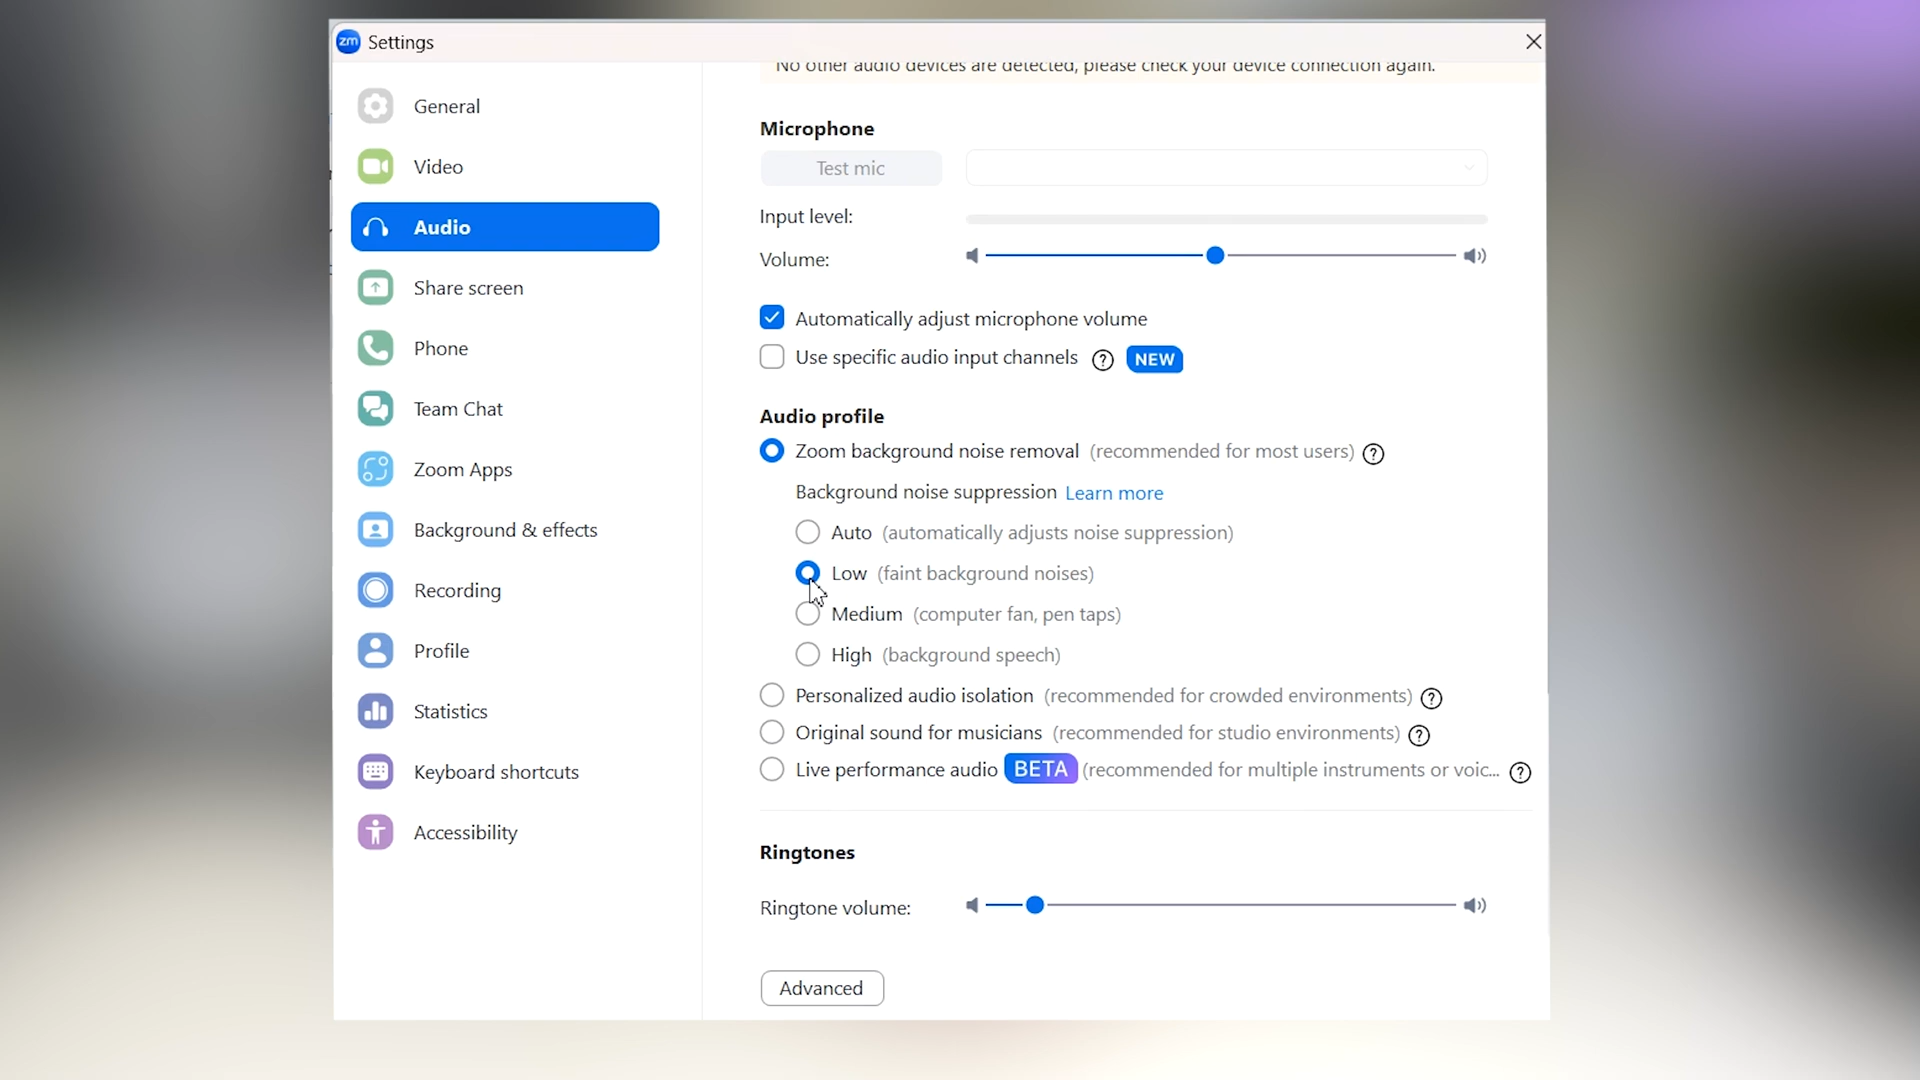 zm Settings
No other audio devices are detected, please check your device connection again.
General
Video
Audio
Share screen
Phone
Team Chat
Zoom Apps
Background & effects
Recording
Profile
Statistics
Keyboard shortcuts
Accessibility
Microphone
Test mic
Input level:
Volume:
Automatically adjust microphone volume
Use specific audio input channels ? NEW
Audio profile
Zoom background noise removal (recommended for most users) ?
Background noise suppression Learn more
Auto (automatically adjusts noise suppression)
Low (faint background noises)
Medium (computer fan, pen taps)
High (background speech)
Personalized audio isolation (recommended for crowded environments) ?
Original sound for musicians (recommended for studio environments) ?
Live performance audio BETA (recommended for multiple instruments or voic... ?
Ringtones
Ringtone volume:
Advanced